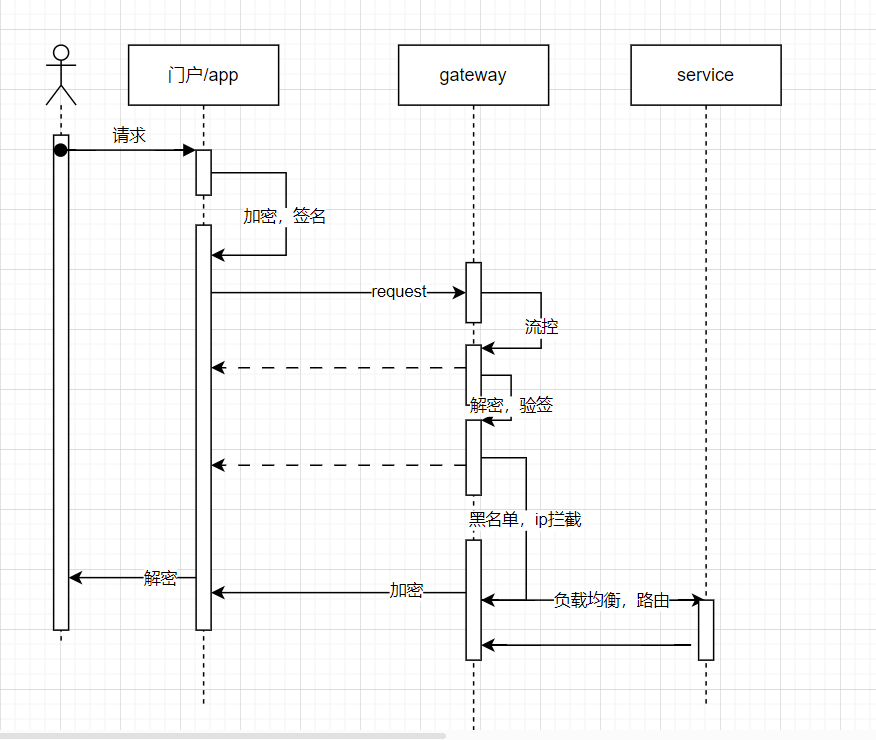 门户/app
gateway
service
请求
加密，签名
request
流控
解密，验签
黑名单，ip拦截
解密
加密
负载均衡，路由